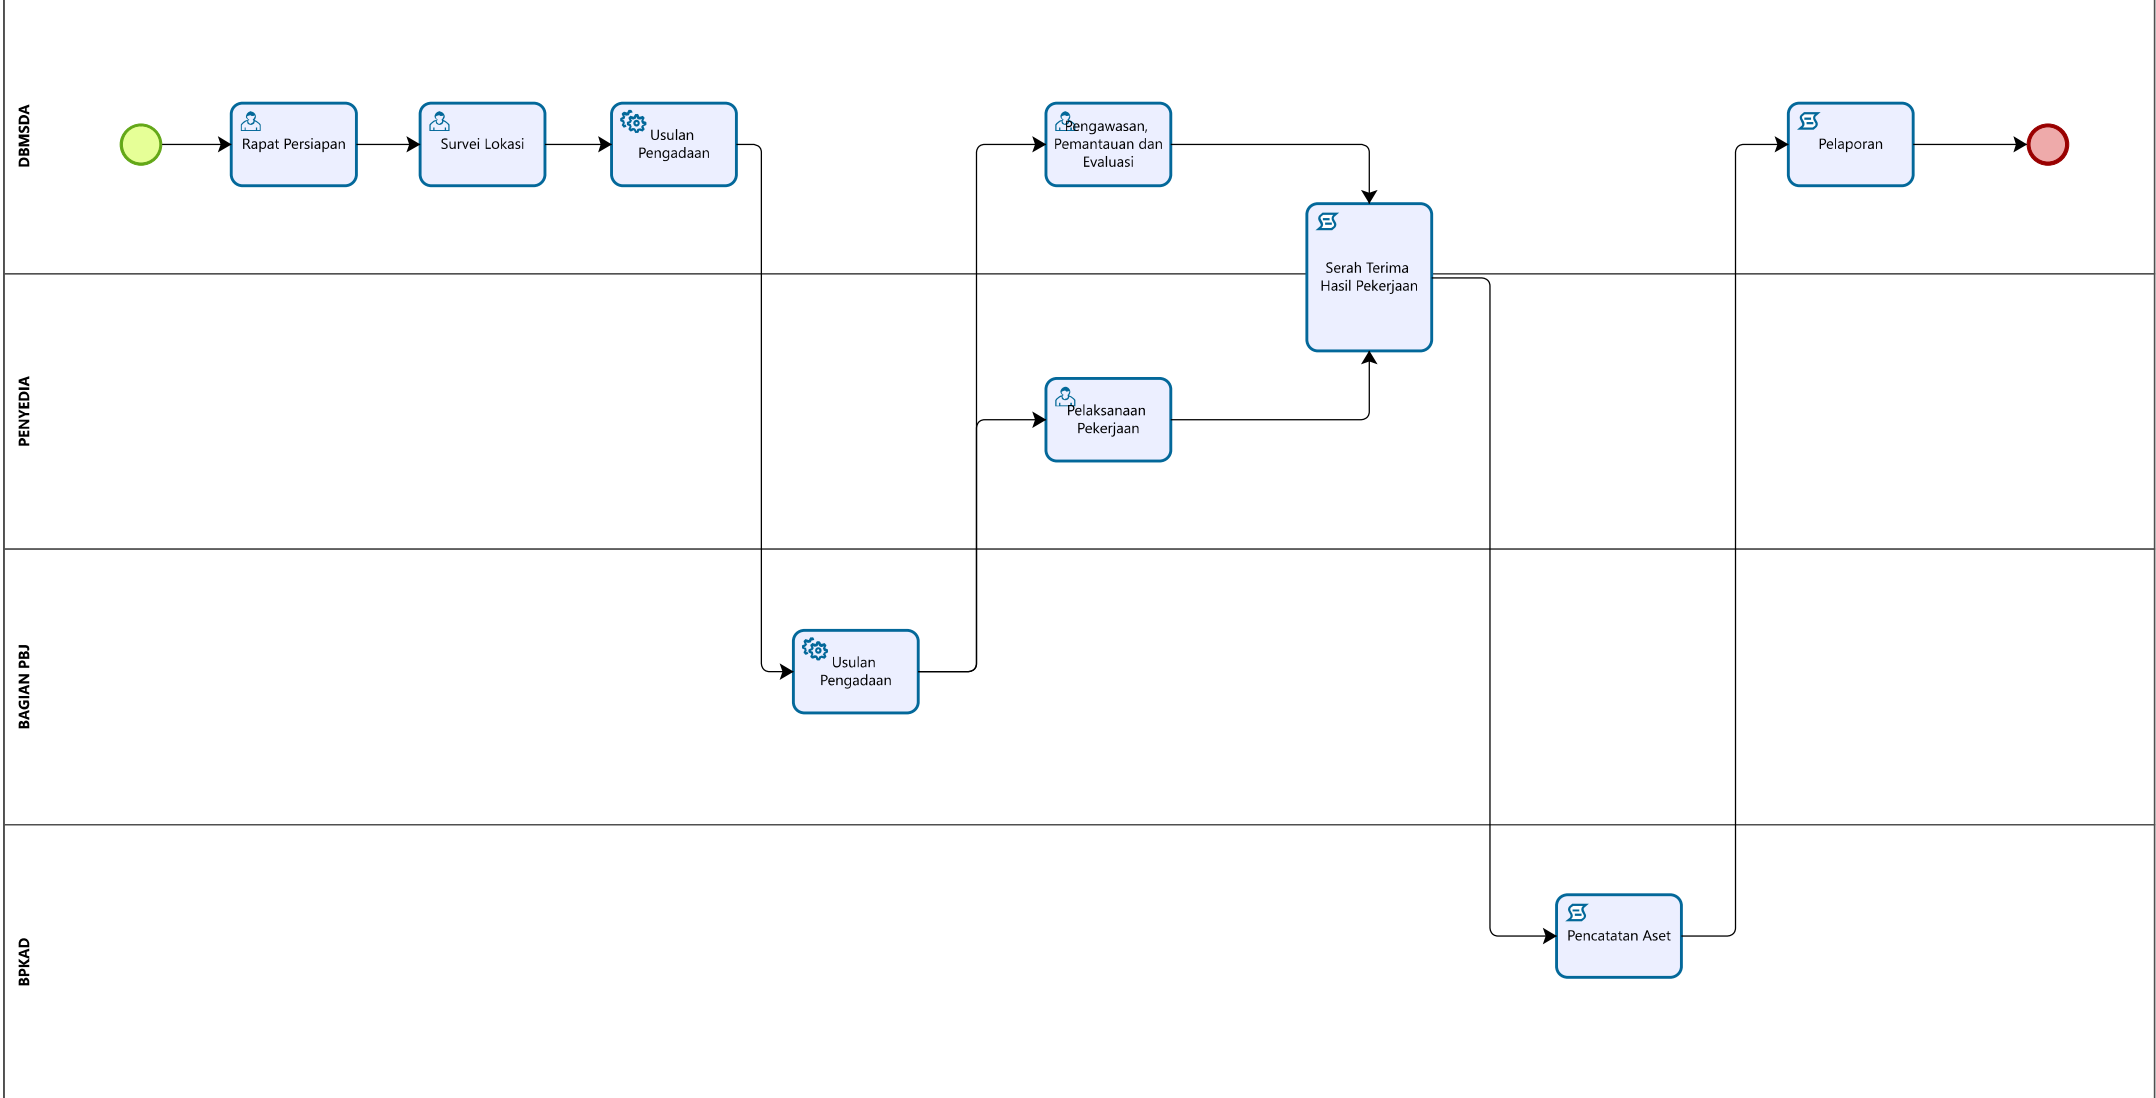 DBMSDA
Rapat Persiapan
Survei Lokasi
Usulan
Pengadaan
Pengawasan,
Pemantauan dan
Evaluasi
Pelaporan
Serah Terima
Hasil Pekerjaan
PENYEDIA
Pelaksanaan
Pekerjaan
BAGIAN PBJ
Usulan
Pengadaan
BPKAD
Pencatatan Aset